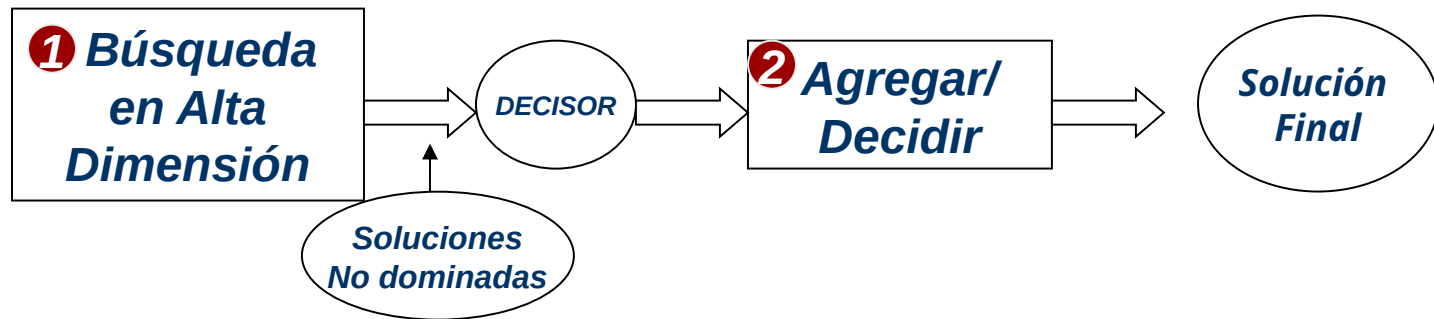 1 Búsqueda
en Alta
Dimensión
Soluciones
No dominadas
DECISOR
2 Agregar/
Decidir
Solución
Final